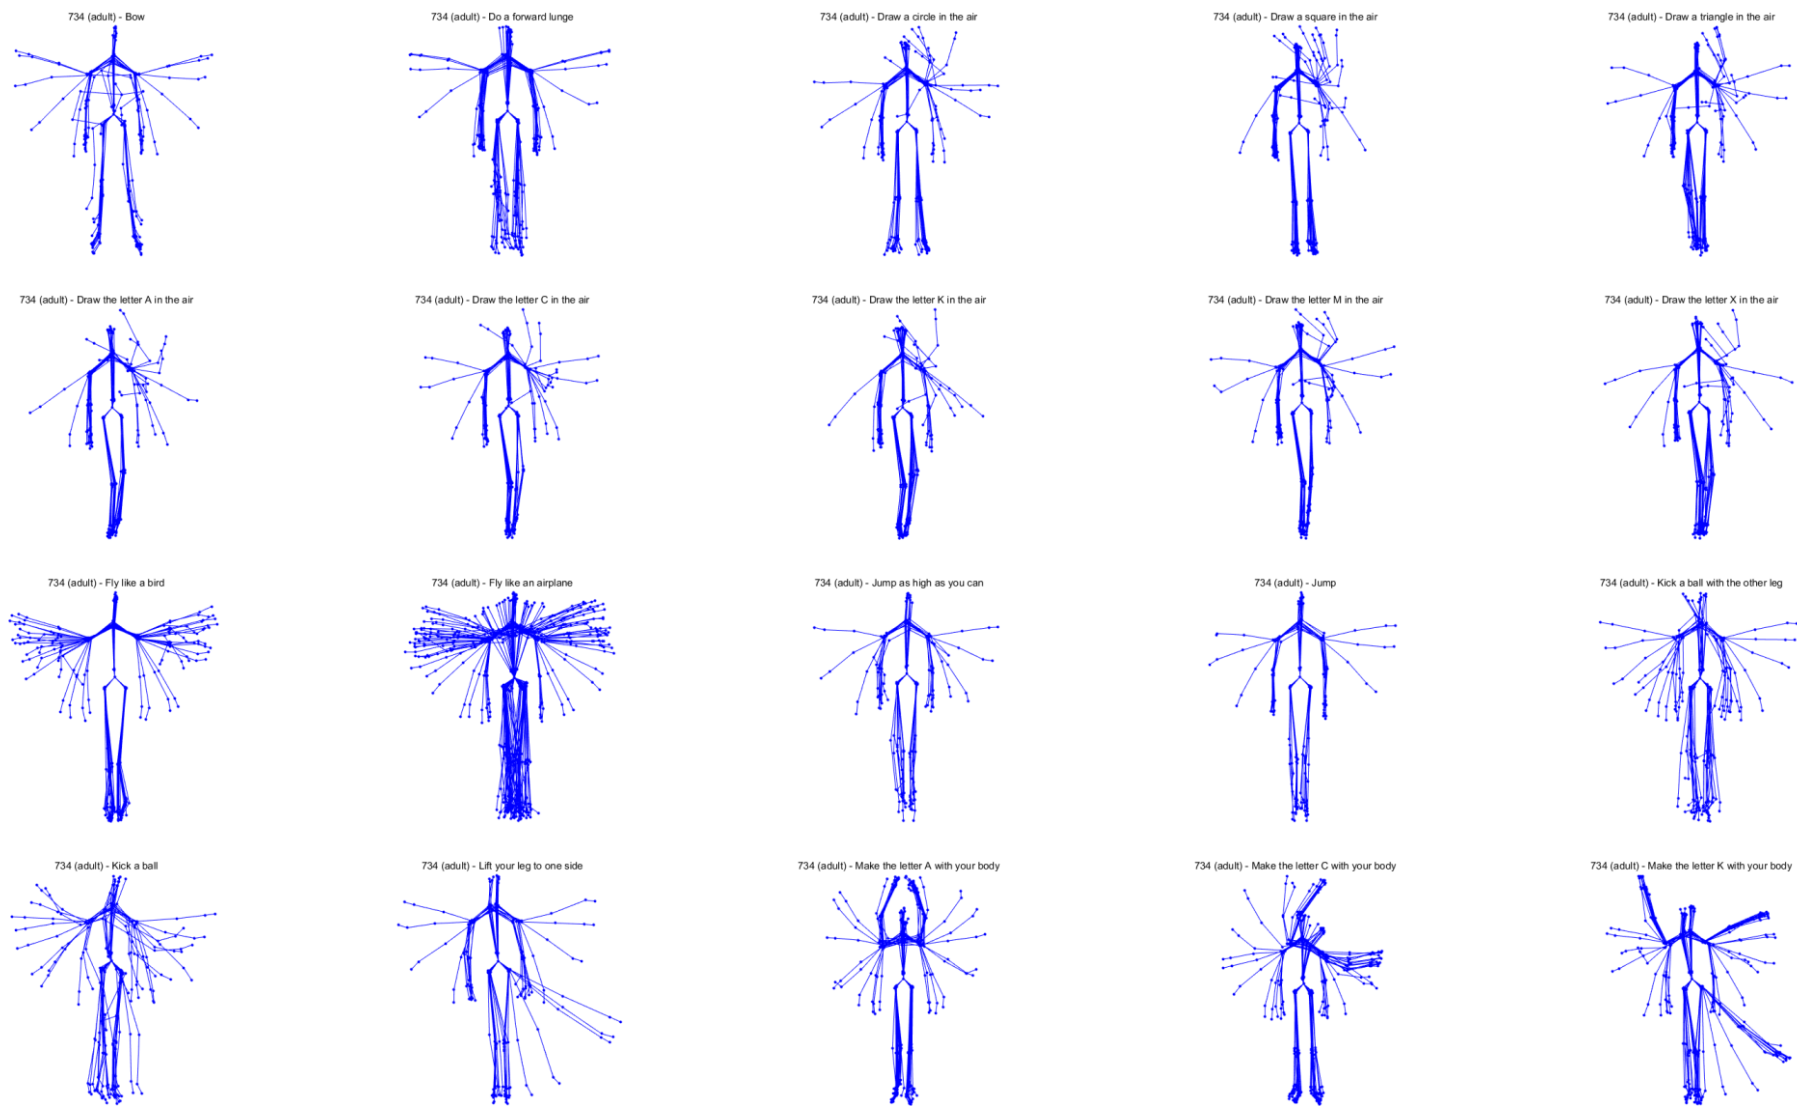 734 (adult) - Bow
734 (adult) - Do a forward lunge
734 (adult) - Draw a circle in the air
734 (adult) - Draw a square in the air
734 (adult) - Draw a triangle in the air
734 (adult) - Draw the letter A in the air
734 (adult) - Draw the letter C in the air
734 (adult) - Draw the letter K in the air
734 (adult) - Draw the letter M in the air
734 (adult) - Draw the letter X in the air
734 (adult) - Fly like a bird
734 (adult) - Fly like an airplane
734 (adult) - Jump as high as you can
734 (adult) - Jump
734 (adult) - Kick a ball with the other leg
734 (adult) - Kick a ball
734 (adult) - Lift your leg to one side
734 (adult) - Make the letter A with your body
734 (adult) - Make the letter C with your body
734 (adult) - Make the letter K with your body